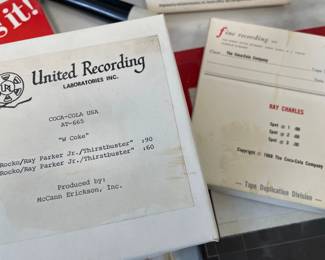 g it!
United Recording
LABORATORIES INC.
COCA-COLA USA
AT-665
"W Coke"
Rocko/Ray Parker Jr./Thirstbuster" :90
Rocko/Ray Parker Jr./Thirstbuster" :60
Produced by:
McCann Erickson, Inc.
fine recording inc.
The Coca-Cola Company
RAY CHARLES
Spot @ 1
Spot @ 2
Spot @ 3
Copyright © The Coca-Cola Company
- Tape Duplication Division -